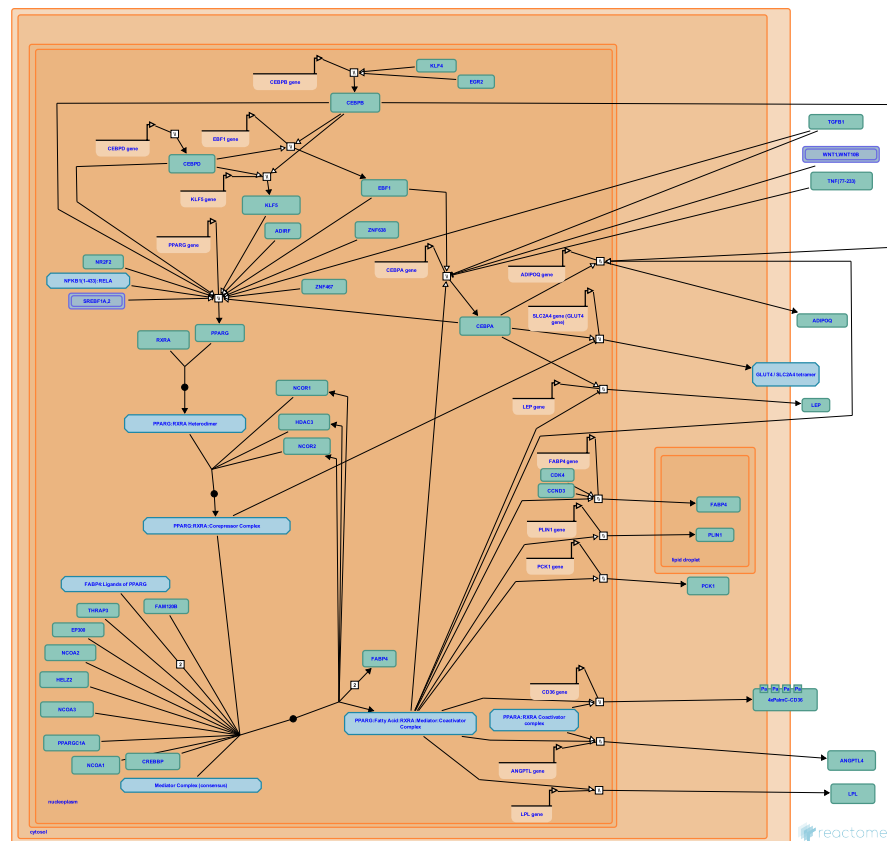 KLF4
EGR2
CEBPB gene
CEBPB
TGFB1
EBF1 gene
CEBPD gene
WNT1,WNT10B
CEBPD
TNF(77-233)
EBF1
KLF5 gene
KLF5
ADIRF
ZNF638
PPARG gene
NR2F2
CEBPA gene
ADIPOQ gene
NFKB1(1-433):RELA
ZNF467
SREBF1A,2
SLC2A4 gene (GLUT4
gene)
CEBPA
ADIPOQ
RXRA
PPARG
GLUT4 / SLC2A4 tetramer
NCOR1
LEP gene
LEP
HDAC3
PPARG:RXRA Heterodimer
NCOR2
FABP4 gene
CDK4
CCND3
FABP4
PPARG:RXRA:Corepressor Complex
PLIN1 gene
PLIN1
lipid droplet
PCK1 gene
PCK1
FABP4:Ligands of PPARG
FAM120B
THRAP3
EP300
NCOA2
2
FABP4
HELZ2
2
CD36 gene
Pa Pa Pa Pa
4xPalmC-CD36
NCOA3
PPARG:Fatty Acid:RXRA:Mediator:Coactivator
Complex
PPARA:RXRA Coactivator
complex
PPARGC1A
NCOA1
CREBBP
ANGPTL gene
ANGPTL4
Mediator Complex (consensus)
LPL
nucleoplasm
LPL gene
cytosol
reactome